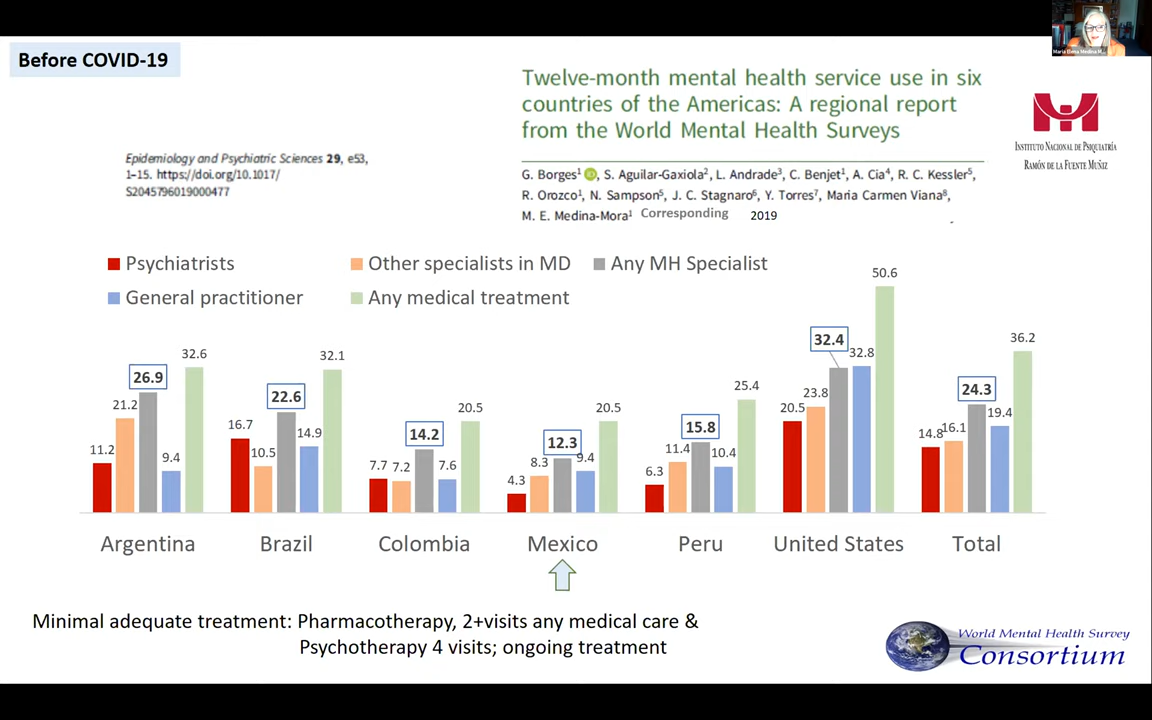 Before COVID-19
Maria Elena Medina M...
Twelve-month mental health service use in six
countries of the Americas: A regional report
from the World Mental Health Surveys
INSTITUTO NACIONAL DE PSIQUIATRÍA
RAMÓN DE LA FUENTE MUÑIZ
Epidemiology and Psychiatric Sciences 29, e53,
1–15. https://doi.org/10.1017/
S2045796019000477
G. Borges1 iD, S. Aguilar-Gaxiola2, L. Andrade3, C. Benjet1, A. Cia4, R. C. Kessler5,
R. Orozco1, N. Sampson5, J. C. Stagnaro6, Y. Torres7, Maria Carmen Viana8,
M. E. Medina-Mora1 Corresponding 2019
Psychiatrists Other specialists in MD Any MH Specialist
General practitioner Any medical treatment
11.2 21.2 26.9 9.4 32.6
16.7 10.5 22.6 14.9 32.1
7.7 7.2 14.2 7.6 20.5
4.3 8.3 12.3 9.4 20.5
6.3 11.4 15.8 10.4 25.4
20.5 23.8 32.4 32.8 50.6
14.8 16.1 24.3 19.4 36.2
Argentina Brazil Colombia Mexico Peru United States Total
Minimal adequate treatment: Pharmacotherapy, 2+visits any medical care &
Psychotherapy 4 visits; ongoing treatment
World Mental Health Survey
Consortium